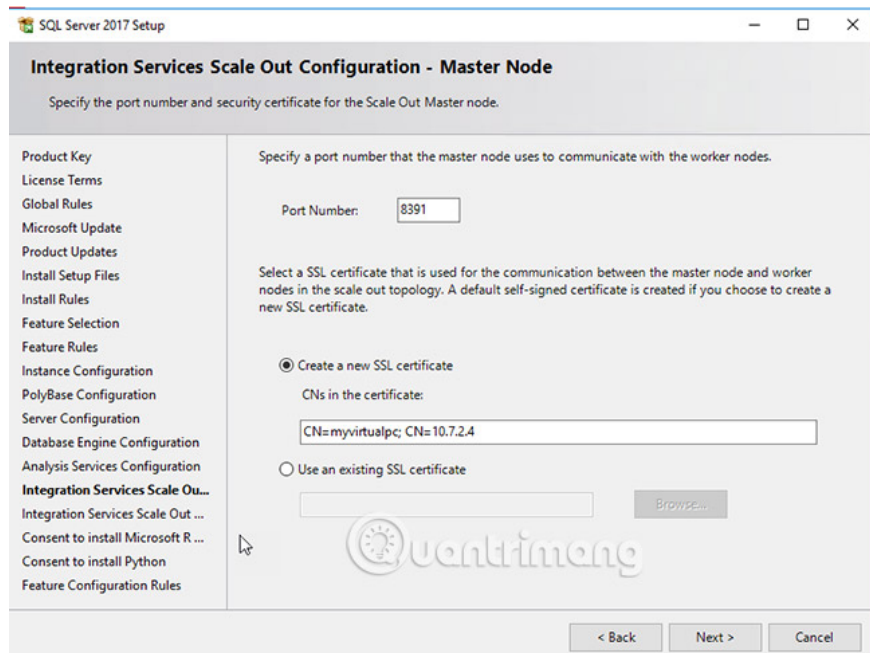 SQL Server 2017 Setup
Integration Services Scale Out Configuration - Master Node
Specify the port number and security certificate for the Scale Out Master node.
Product Key
License Terms
Global Rules
Microsoft Update
Product Updates
Install Setup Files
Install Rules
Feature Selection
Feature Rules
Instance Configuration
PolyBase Configuration
Server Configuration
Database Engine Configuration
Analysis Services Configuration
Integration Services Scale Ou...
Integration Services Scale Out ...
Consent to install Microsoft R ...
Consent to install Python
Feature Configuration Rules
Specify a port number that the master node uses to communicate with the worker nodes.
Port Number: 8391
Select a SSL certificate that is used for the communication between the master node and worker
nodes in the scale out topology. A default self-signed certificate is created if you choose to create a
new SSL certificate.
Create a new SSL certificate
CNs in the certificate:
CN=myvirtualpc; CN=10.7.2.4
Use an existing SSL certificate
Browse...
Quantrimang
< Back Next > Cancel